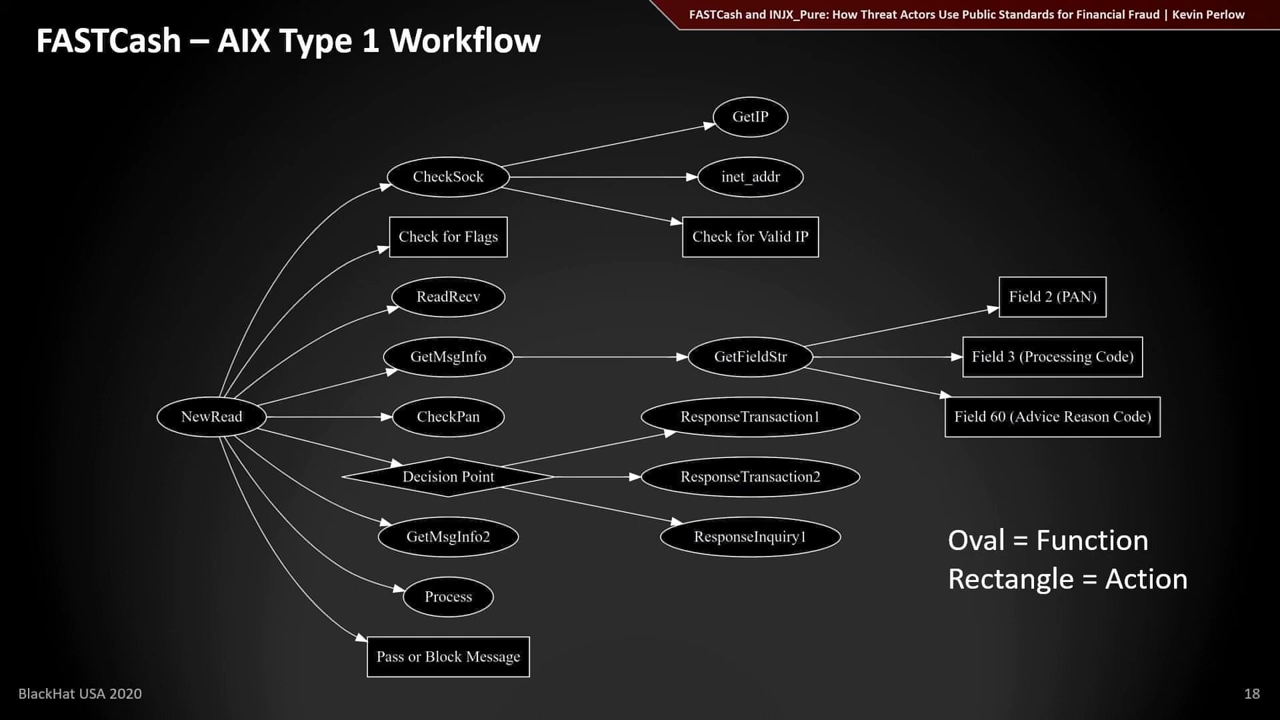 FASTCash and INJX_Pure: How Threat Actors Use Public Standards for Financial Fraud | Kevin Perlow
FASTCash – AIX Type 1 Workflow
GetIP
CheckSock
inet_addr
Check for Flags
Check for Valid IP
ReadRecv
Field 2 (PAN)
GetMsgInfo
GetFieldStr
Field 3 (Processing Code)
NewRead
CheckPan
ResponseTransaction1
Field 60 (Advice Reason Code)
Decision Point
ResponseTransaction2
GetMsgInfo2
ResponseInquiry1
Oval = Function
Rectangle = Action
Process
Pass or Block Message
BlackHat USA 2020
18